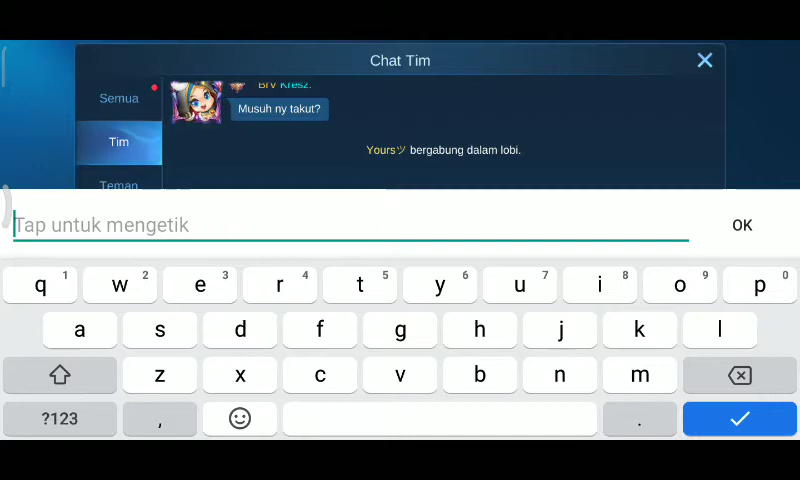 Chat Tim
Semua
BrV Kresz.
Musuh ny takut?
Tim
Yoursツ bergabung dalam lobi.
Teman
Tap untuk mengetik
OK
q 1 w 2 e 3 r 4 t 5 y 6 u 7 i 8 o 9 p 0
a s d f g h j k l
z x c v b n m
?123 , .